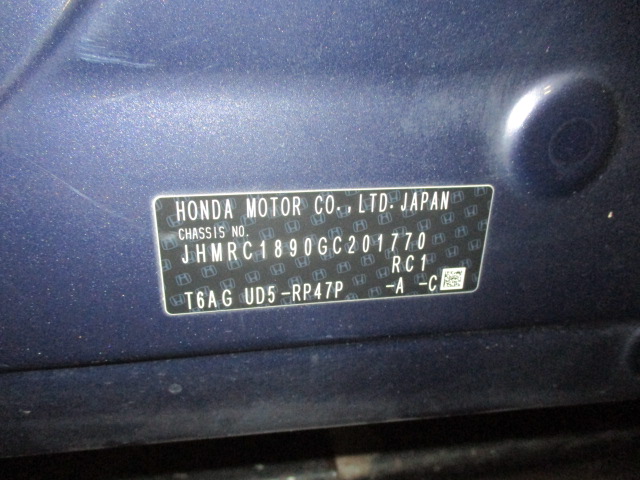 HONDA MOTOR CO.,LTD.JAPAN
CHASSIS NO.
JHMRC1890GC201770
RC1
T6AG UD5-RP47P -A -C